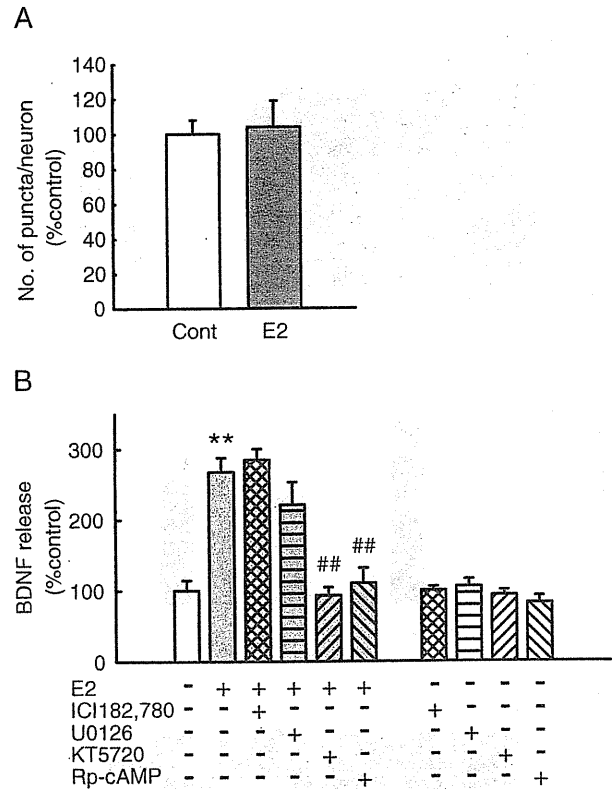 A
No. of puncta/neuron
(%control)
140
120
100
80
60
40
20
0
Cont
E2
B
BDNF release
(%control)
300
200
100
0
**
##
##
E2 - + + + + + - - - -
ICI182,780 - - + - - - + - - -
U0126 - - - + - - - + - -
KT5720 - - - - + - - - + -
Rp-cAMP - - - - - + - - - +